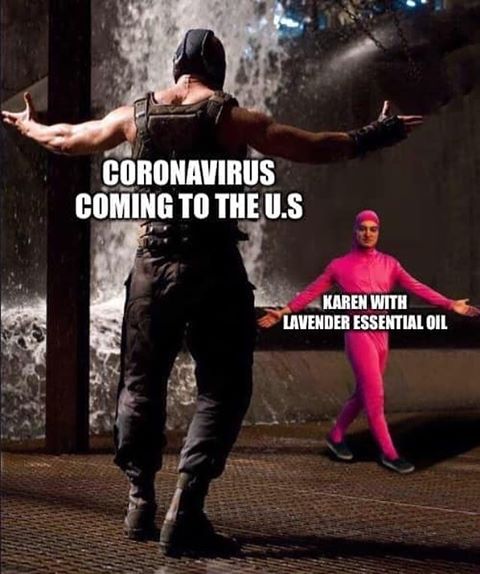 CORONAVIRUS
COMING TO THE U.S
KAREN WITH
LAVENDER ESSENTIAL OIL